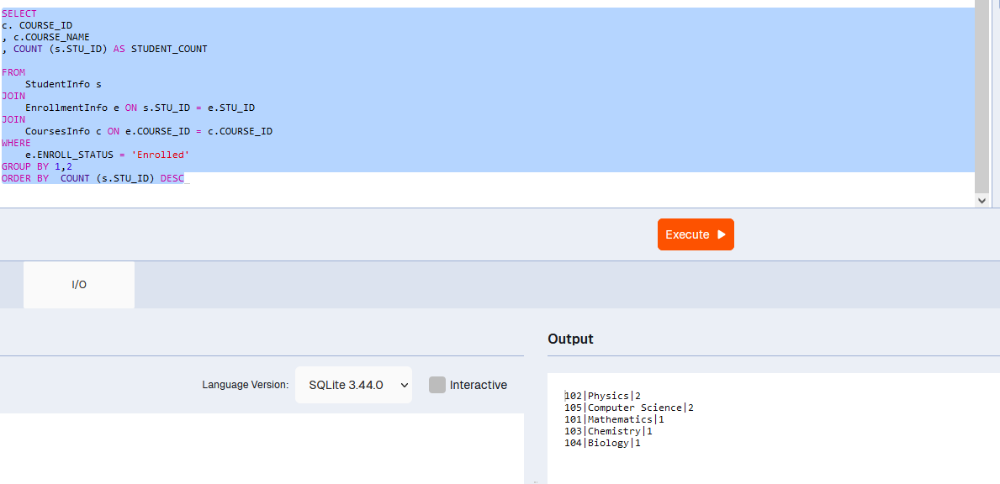 SELECT
c. COURSE_ID
, c.COURSE_NAME
, COUNT (s.STU_ID) AS STUDENT_COUNT
FROM
StudentInfo s
JOIN
EnrollmentInfo e ON s.STU_ID = e.STU_ID
JOIN
CoursesInfo c ON e.COURSE_ID = c.COURSE_ID
WHERE
e.ENROLL_STATUS = 'Enrolled'
GROUP BY 1,2
ORDER BY  COUNT (s.STU_ID) DESC
Execute
I/O
Output
Language Version:
SQLite 3.44.0
Interactive
102|Physics|2
105|Computer Science|2
101|Mathematics|1
103|Chemistry|1
104|Biology|1